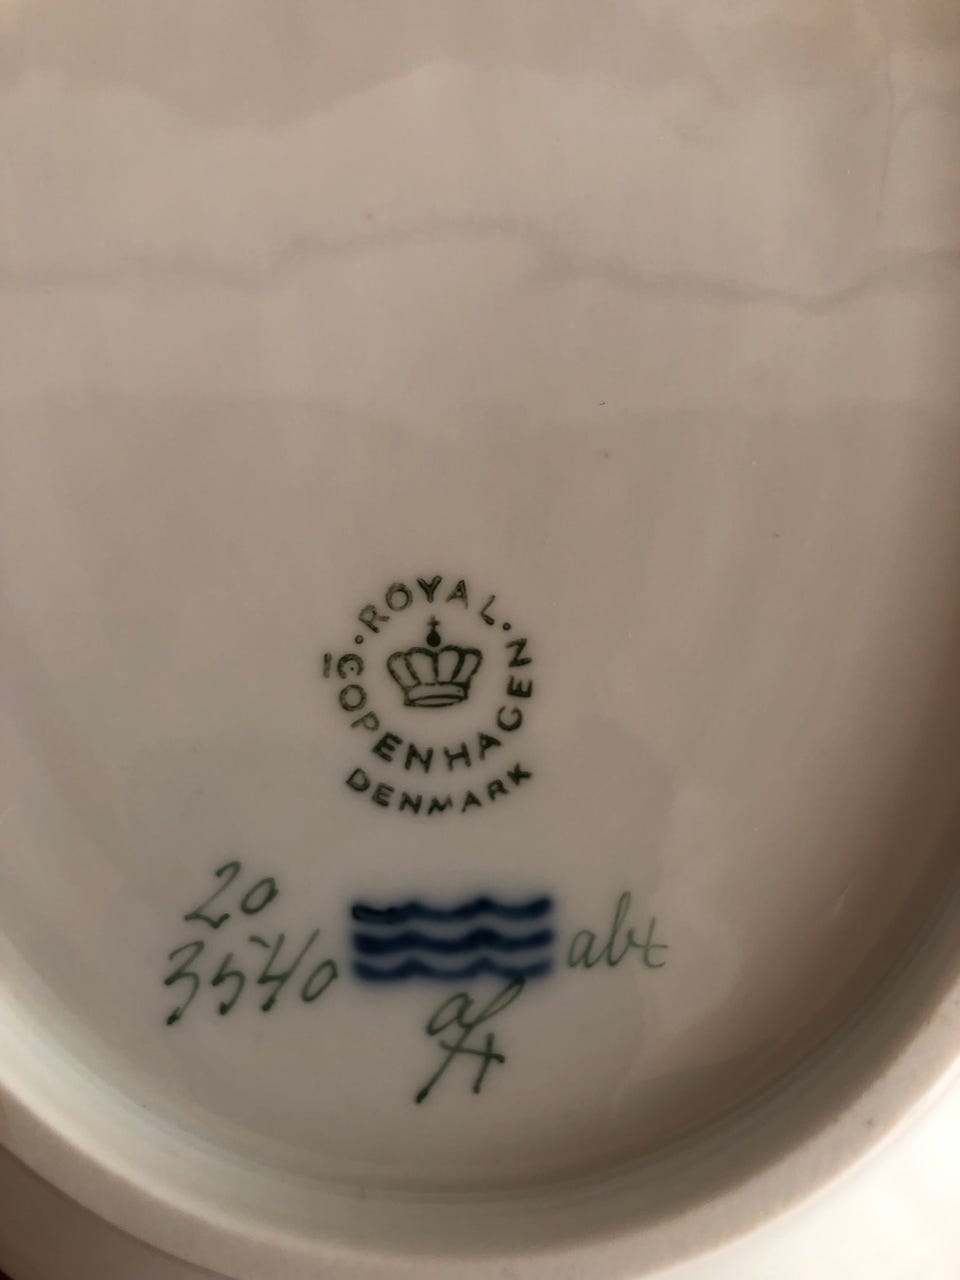 ROYAL
COPENHAGEN
DENMARK
20
3540
abt